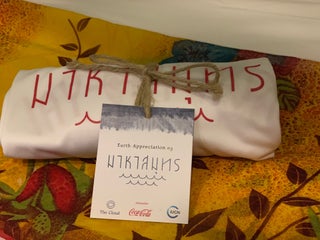 มหาสมุทร
Earth Appreciation 03
มหาสมุทร
The Cloud
Coca-Cola
IUCN